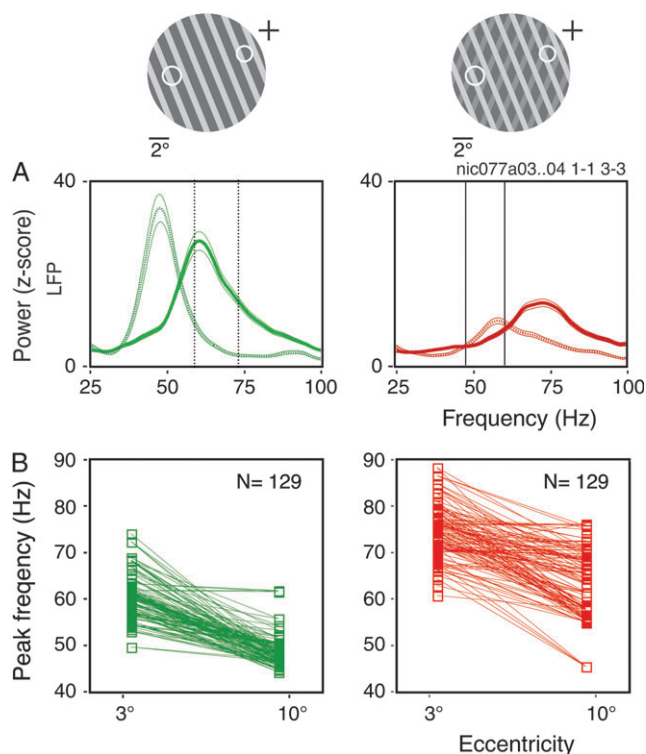 2° 2°
A nic077a03..04 1-1 3-3
40 40
Power (z-score)
LFP
0 0
25 50 75 100 25 50 75 100
Frequency (Hz)
B
90 90
N= 129 N= 129
80 80
Peak freqency (Hz)
70 70
60 60
50 50
40 40
3° 10° 3° 10°
Eccentricity